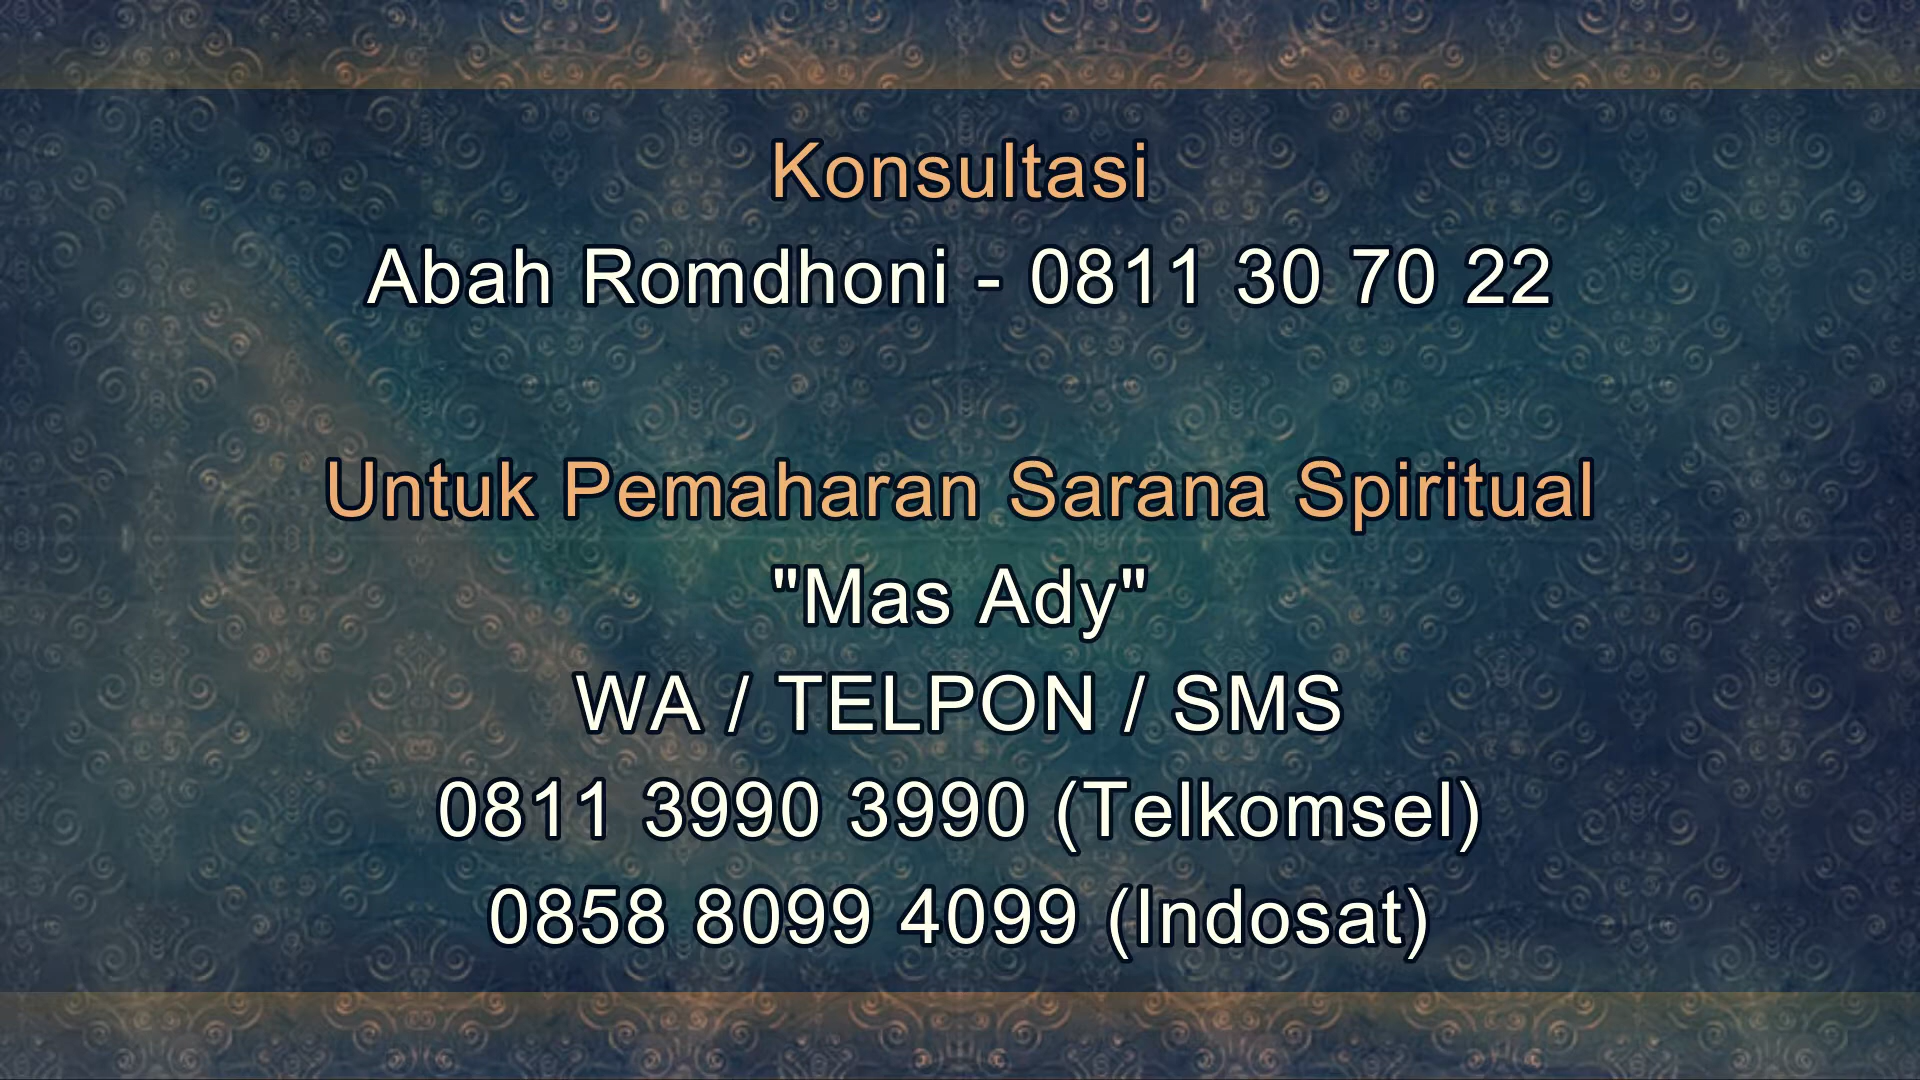 Konsultasi
Abah Romdhoni - 0811 30 70 22
Untuk Pemaharan Sarana Spiritual
"Mas Ady"
WA / TELPON / SMS
0811 3990 3990 (Telkomsel)
0858 8099 4099 (Indosat)